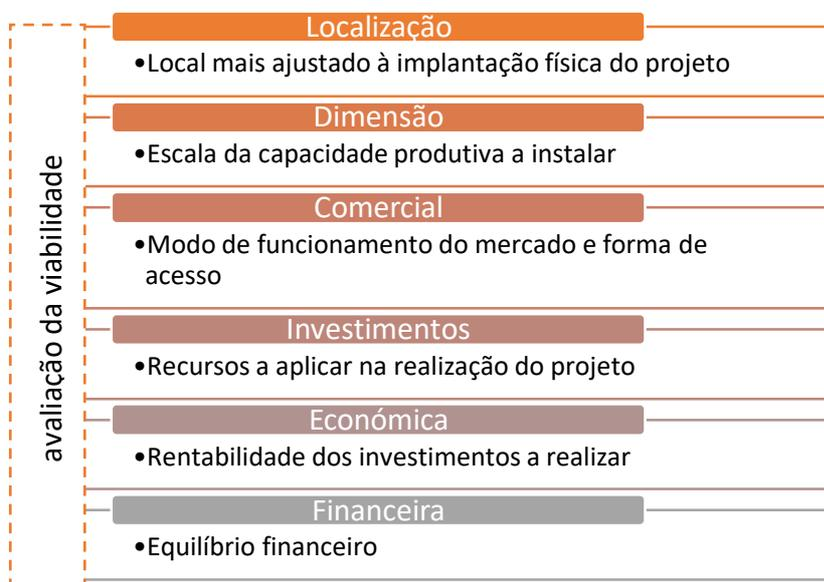 avaliação da viabilidade
Localização
•Local mais ajustado à implantação física do projeto
Dimensão
•Escala da capacidade produtiva a instalar
Comercial
•Modo de funcionamento do mercado e forma de
acesso
Investimentos
•Recursos a aplicar na realização do projeto
Económica
•Rentabilidade dos investimentos a realizar
Financeira
•Equilíbrio financeiro